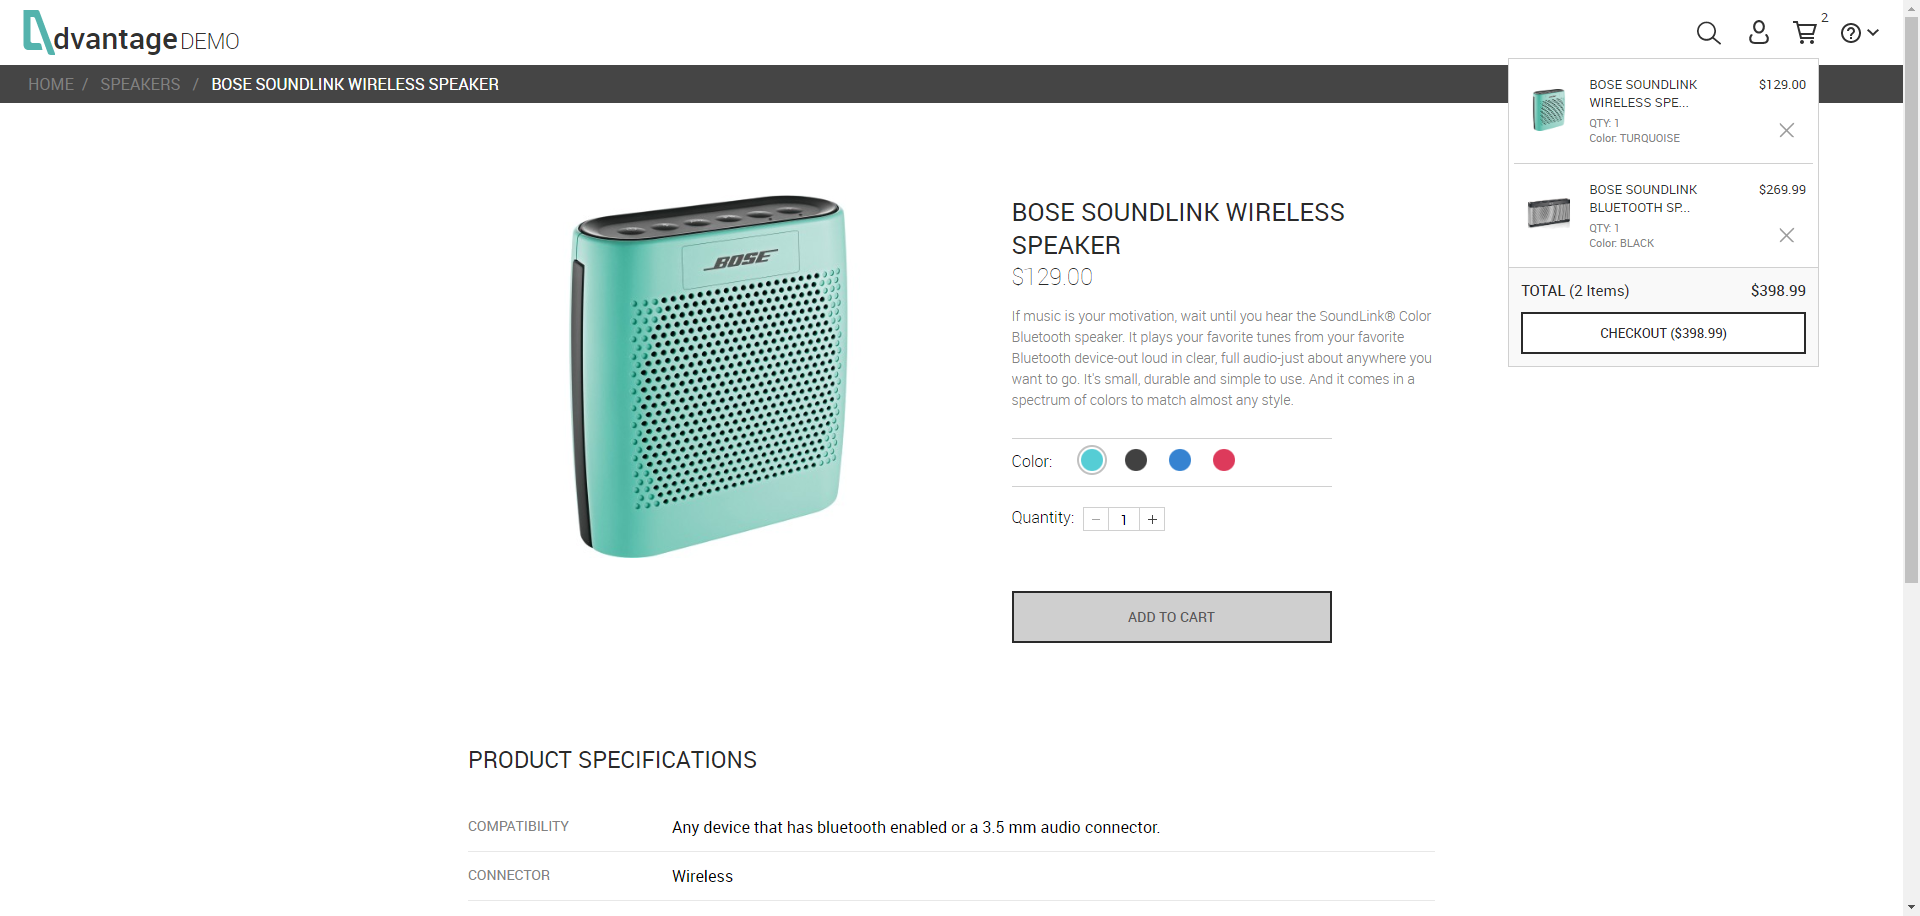 dvantage DEMO
2
HOME / SPEAKERS / BOSE SOUNDLINK WIRELESS SPEAKER
BOSE SOUNDLINK WIRELESS SPE... $129.00
QTY: 1
Color: TURQUOISE
BOSE SOUNDLINK BLUETOOTH SP... $269.99
QTY: 1
Color: BLACK
TOTAL (2 Items) $398.99
CHECKOUT ($398.99)
BOSE
BOSE SOUNDLINK WIRELESS
SPEAKER
$129.00
If music is your motivation, wait until you hear the SoundLink® Color
Bluetooth speaker. It plays your favorite tunes from your favorite
Bluetooth device-out loud in clear, full audio-just about anywhere you
want to go. It's small, durable and simple to use. And it comes in a
spectrum of colors to match almost any style.
Color:
Quantity: − 1 +
ADD TO CART
PRODUCT SPECIFICATIONS
COMPATIBILITY Any device that has bluetooth enabled or a 3.5 mm audio connector.
CONNECTOR Wireless